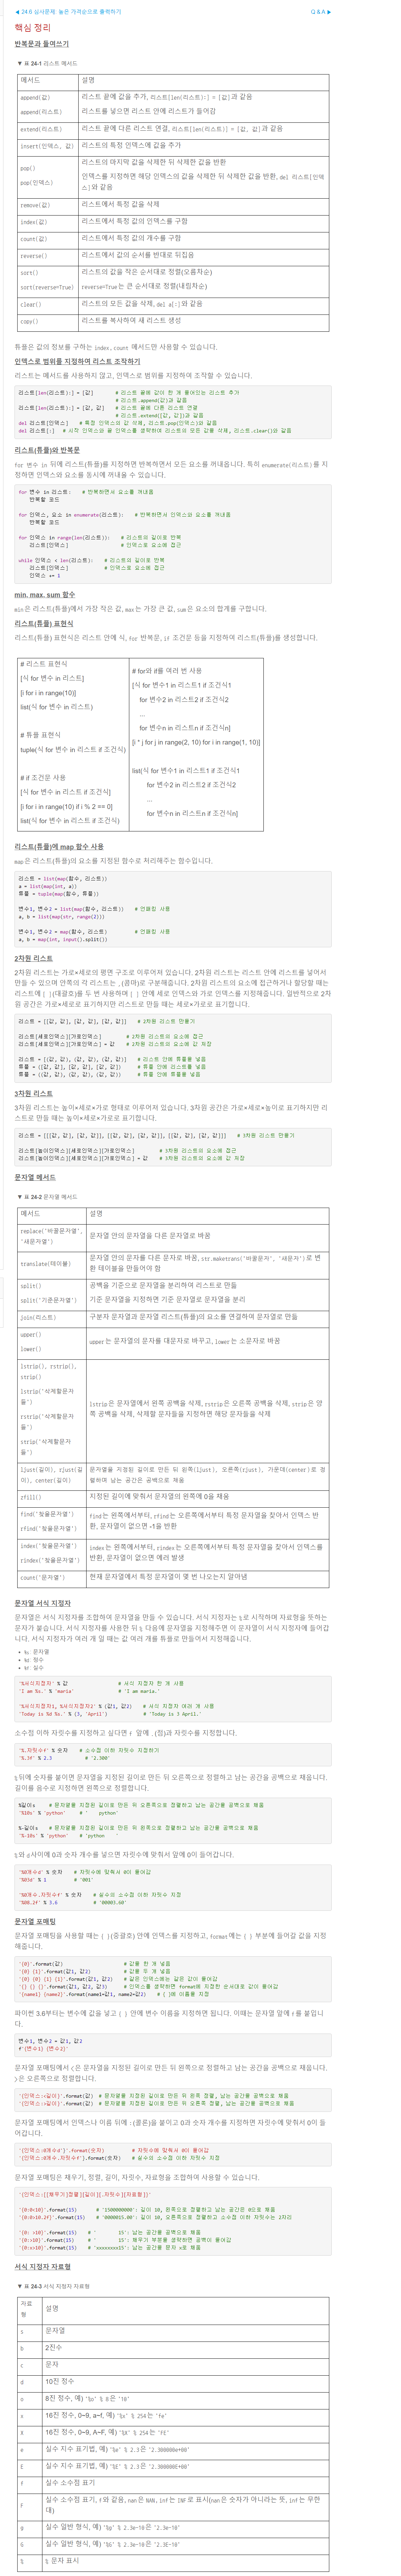 ◀ 24.6 심사문제: 높은 가격순으로 출력하기
Q & A ▶
핵심 정리
반복문과 들여쓰기
▼ 표 24-1 리스트 메서드
메서드 설명
append(값) 리스트 끝에 값을 추가, 리스트[len(리스트):] = [값]과 같음
append(리스트) 리스트를 넣으면 리스트 안에 리스트가 들어감
extend(리스트) 리스트 끝에 다른 리스트 연결, 리스트[len(리스트)] = [값, 값]과 같음
insert(인덱스, 값) 리스트의 특정 인덱스에 값을 추가
pop() 리스트의 마지막 값을 삭제한 뒤 삭제한 값을 반환
pop(인덱스) 인덱스를 지정하면 해당 인덱스의 값을 삭제한 뒤 삭제한 값을 반환, del 리스트[인덱
스]와 같음
remove(값) 리스트에서 특정 값을 삭제
index(값) 리스트에서 특정 값의 인덱스를 구함
count(값) 리스트에서 특정 값의 개수를 구함
reverse() 리스트에서 값의 순서를 반대로 뒤집음
sort() 리스트의 값을 작은 순서대로 정렬(오름차순)
sort(reverse=True) reverse=True는 큰 순서대로 정렬(내림차순)
clear() 리스트의 모든 값을 삭제, del a[:]와 같음
copy() 리스트를 복사하여 새 리스트 생성
튜플은 값의 정보를 구하는 index, count 메서드만 사용할 수 있습니다.
인덱스로 범위를 지정하여 리스트 조작하기
리스트는 메서드를 사용하지 않고, 인덱스로 범위를 지정하여 조작할 수 있습니다.
리스트[len(리스트):] = [값] # 리스트 끝에 값이 한 개 들어있는 리스트 추가
# 리스트.append(값)과 같음
리스트[len(리스트):] = [값, 값] # 리스트 끝에 다른 리스트 연결
# 리스트.extend([값, 값])과 같음
del 리스트[인덱스] # 특정 인덱스의 값 삭제, 리스트.pop(인덱스)와 같음
del 리스트[:] # 시작 인덱스와 끝 인덱스를 생략하여 리스트의 모든 값을 삭제, 리스트.clear()와 같음
리스트(튜플)와 반복문
for 변수 in 뒤에 리스트(튜플)를 지정하면 반복하면서 모든 요소를 꺼내옵니다. 특히 enumerate(리스트)를 지
정하면 인덱스와 요소를 동시에 꺼내올 수 있습니다.
for 변수 in 리스트: # 반복하면서 요소를 꺼내옴
반복할 코드
for 인덱스, 요소 in enumerate(리스트): # 반복하면서 인덱스와 요소를 꺼내옴
반복할 코드
for 인덱스 in range(len(리스트)): # 리스트의 길이로 반복
리스트[인덱스] # 인덱스로 요소에 접근
while 인덱스 < len(리스트): # 리스트의 길이로 반복
리스트[인덱스] # 인덱스로 요소에 접근
인덱스 += 1
min, max, sum 함수
min은 리스트(튜플)에서 가장 작은 값, max는 가장 큰 값, sum은 요소의 합계를 구합니다.
리스트(튜플) 표현식
리스트(튜플) 표현식은 리스트 안에 식, for 반복문, if 조건문 등을 지정하여 리스트(튜플)를 생성합니다.
# 리스트 표현식
[식 for 변수 in 리스트]
[i for i in range(10)]
list(식 for 변수 in 리스트)
# 튜플 표현식
tuple(식 for 변수 in 리스트 if 조건식)
# if 조건문 사용
[식 for 변수 in 리스트 if 조건식]
[i for i in range(10) if i % 2 == 0]
list(식 for 변수 in 리스트 if 조건식)
# for와 if를 여러 번 사용
[식 for 변수1 in 리스트1 if 조건식1
for 변수2 in 리스트2 if 조건식2
...
for 변수n in 리스트n if 조건식n]
[i * j for j in range(2, 10) for i in range(1, 10)]
list(식 for 변수1 in 리스트1 if 조건식1
for 변수2 in 리스트2 if 조건식2
...
for 변수n in 리스트n if 조건식n]
리스트(튜플)에 map 함수 사용
map은 리스트(튜플)의 요소를 지정된 함수로 처리해주는 함수입니다.
리스트 = list(map(함수, 리스트))
a = list(map(int, a))
튜플 = tuple(map(함수, 튜플))
변수1, 변수2 = list(map(함수, 리스트)) # 언패킹 사용
a, b = list(map(str, range(2)))
변수1, 변수2 = map(함수, 리스트) # 언패킹 사용
a, b = map(int, input().split())
2차원 리스트
2차원 리스트는 가로×세로의 평면 구조로 이루어져 있습니다. 2차원 리스트는 리스트 안에 리스트를 넣어서
만들 수 있으며 안쪽의 각 리스트는 ,(콤마)로 구분해줍니다. 2차원 리스트의 요소에 접근하거나 할당할 때는
리스트에 [ ](대괄호)를 두 번 사용하며 [ ] 안에 세로 인덱스와 가로 인덱스를 지정해줍니다. 일반적으로 2차
원 공간은 가로×세로로 표기하지만 리스트로 만들 때는 세로×가로로 표기합니다.
리스트 = [[값, 값], [값, 값], [값, 값]] # 2차원 리스트 만들기
리스트[세로인덱스][가로인덱스] # 2차원 리스트의 요소에 접근
리스트[세로인덱스][가로인덱스] = 값 # 2차원 리스트의 요소에 값 저장
리스트 = [(값, 값), (값, 값), (값, 값)] # 리스트 안에 튜플를 넣음
튜플 = ([값, 값], [값, 값], [값, 값]) # 튜플 안에 리스트를 넣음
튜플 = ((값, 값), (값, 값), (값, 값)) # 튜플 안에 튜플을 넣음
3차원 리스트
3차원 리스트는 높이×세로×가로 형태로 이루어져 있습니다. 3차원 공간은 가로×세로×높이로 표기하지만 리
스트로 만들 때는 높이×세로×가로로 표기합니다.
리스트 = [[[값, 값], [값, 값]], [[값, 값], [값, 값]], [[값, 값], [값, 값]]] # 3차원 리스트 만들기
리스트[높이인덱스][세로인덱스][가로인덱스] # 3차원 리스트의 요소에 접근
리스트[높이인덱스][세로인덱스][가로인덱스] = 값 # 3차원 리스트의 요소에 값 저장
문자열 메서드
▼ 표 24-2 문자열 메서드
메서드 설명
replace('바꿀문자열',
'새문자열') 문자열 안의 문자열을 다른 문자열로 바꿈
translate(테이블) 문자열 안의 문자를 다른 문자로 바꿈, str.maketrans('바꿀문자', '새문자')로 변
환 테이블을 만들어야 함
split() 공백을 기준으로 문자열을 분리하여 리스트로 만듦
split('기준문자열') 기준 문자열을 지정하면 기준 문자열로 문자열을 분리
join(리스트) 구분자 문자열과 문자열 리스트(튜플)의 요소를 연결하여 문자열로 만듦
upper()
lower() upper는 문자열의 문자를 대문자로 바꾸고, lower는 소문자로 바꿈
lstrip(), rstrip(),
strip()
lstrip('삭제할문자
들')
rstrip('삭제할문자
들')
strip('삭제할문자
들')
lstrip은 문자열에서 왼쪽 공백을 삭제, rstrip은 오른쪽 공백을 삭제, strip은 양
쪽 공백을 삭제, 삭제할 문자들을 지정하면 해당 문자들을 삭제
ljust(길이), rjust(길
이), center(길이)
문자열을 지정된 길이로 만든 뒤 왼쪽(ljust), 오른쪽(rjust), 가운데(center)로 정
렬하며 남는 공간은 공백으로 채움
zfill() 지정된 길이에 맞춰서 문자열의 왼쪽에 0을 채움
find('찾을문자열')
rfind('찾을문자열')
find는 왼쪽에서부터, rfind는 오른쪽에서부터 특정 문자열을 찾아서 인덱스 반
환, 문자열이 없으면 -1을 반환
index('찾을문자열')
rindex('찾을문자열')
index는 왼쪽에서부터, rindex는 오른쪽에서부터 특정 문자열을 찾아서 인덱스를
반환, 문자열이 없으면 에러 발생
count('문자열') 현재 문자열에서 특정 문자열이 몇 번 나오는지 알아냄
문자열 서식 지정자
문자열은 서식 지정자를 조합하여 문자열을 만들 수 있습니다. 서식 지정자는 %로 시작하며 자료형을 뜻하는
문자가 붙습니다. 서식 지정자를 사용한 뒤 % 다음에 문자열을 지정해주면 이 문자열이 서식 지정자에 들어갑
니다. 서식 지정자가 여러 개 일 때는 값 여러 개를 튜플로 만들어서 지정해줍니다.
• %s: 문자열
• %d: 정수
• %f: 실수
'%서식지정자' % 값 # 서식 지정자 한 개 사용
'I am %s.' % 'maria' # 'I am maria.'
'%서식지정자1, %서식지정자2' % (값1, 값2) # 서식 지정자 여러 개 사용
'Today is %d %s.' % (3, 'April') # 'Today is 3 April.'
소수점 이하 자릿수를 지정하고 싶다면 f 앞에 .(점)과 자릿수를 지정합니다.
'%.자릿수f' % 숫자 # 소수점 이하 자릿수 지정하기
'%.3f' % 2.3 # '2.300'
%뒤에 숫자를 붙이면 문자열을 지정된 길이로 만든 뒤 오른쪽으로 정렬하고 남는 공간을 공백으로 채웁니다.
길이를 음수로 지정하면 왼쪽으로 정렬합니다.
%길이s # 문자열을 지정된 길이로 만든 뒤 오른쪽으로 정렬하고 남는 공간을 공백으로 채움
'%10s' % 'python' # '    python'
%-길이s # 문자열을 지정된 길이로 만든 뒤 왼쪽으로 정렬하고 남는 공간을 공백으로 채움
'%-10s' % 'python' # 'python    '
%와 d 사이에 0과 숫자 개수를 넣으면 자릿수에 맞춰서 앞에 0이 들어갑니다.
'%0개수d' % 숫자 # 자릿수에 맞춰서 0이 들어감
'%03d' % 1 # '001'
'%0개수.자릿수f' % 숫자 # 실수의 소수점 이하 자릿수 지정
'%08.2f' % 3.6 # '00003.60'
문자열 포매팅
문자열 포매팅을 사용할 때는 { }(중괄호) 안에 인덱스를 지정하고, format에는 { } 부분에 들어갈 값을 지정
해줍니다.
'{0}'.format(값) # 값을 한 개 넣음
'{0} {1}'.format(값1, 값2) # 값을 두 개 넣음
'{0} {0} {1} {1}'.format(값1, 값2) # 같은 인덱스에는 같은 값이 들어감
'{} {} {}'.format(값1, 값2, 값3) # 인덱스를 생략하면 format에 지정한 순서대로 값이 들어감
'{name1} {name2}'.format(name1=값1, name2=값2) # { }에 이름을 지정
파이썬 3.6부터는 변수에 값을 넣고 { } 안에 변수 이름을 지정하면 됩니다. 이때는 문자열 앞에 f를 붙입니
다.
변수1, 변수2 = 값1, 값2
f'{변수1} {변수2}'
문자열 포매팅에서 <은 문자열을 지정된 길이로 만든 뒤 왼쪽으로 정렬하고 남는 공간을 공백으로 채웁니다.
>은 오른쪽으로 정렬합니다.
'{인덱스:<길이}'.format(값) # 문자열를 지정된 길이로 만든 뒤 왼쪽 정렬, 남는 공간을 공백으로 채움
'{인덱스:>길이}'.format(값) # 문자열를 지정된 길이로 만든 뒤 오른쪽 정렬, 남는 공간을 공백으로 채움
문자열 포매팅에서 인덱스나 이름 뒤에 :(콜론)을 붙이고 0과 숫자 개수를 지정하면 자릿수에 맞춰서 0이 들
어갑니다.
'{인덱스:0개수d'}'.format(숫자) # 자릿수에 맞춰서 0이 들어감
'{인덱스:0개수.자릿수f'}.format(숫자) # 실수의 소수점 이하 자릿수 지정
문자열 포매팅은 채우기, 정렬, 길이, 자릿수, 자료형을 조합하여 사용할 수 있습니다.
'{인덱스:[[채우기]정렬][길이][.자릿수][자료형]}'
'{0:0<10}'.format(15) # '1500000000': 길이 10, 왼쪽으로 정렬하고 남는 공간은 0으로 채움
'{0:0>10.2f}'.format(15) # '0000015.00': 길이 10, 오른쪽으로 정렬하고 소수점 이하 자릿수는 2자리
'{0: >10}'.format(15) # '        15': 남는 공간을 공백으로 채움
'{0:>10}'.format(15) # '        15': 채우기 부분을 생략하면 공백이 들어감
'{0:x>10}'.format(15) # 'xxxxxxxx15': 남는 공간을 문자 x로 채움
서식 지정자 자료형
▼ 표 24-3 서식 지정자 자료형
자료
형 설명
s 문자열
b 2진수
c 문자
d 10진 정수
o 8진 정수, 예) '%o' % 8은 '10'
x 16진 정수, 0~9, a~f, 예) '%x' % 254는 'fe'
X 16진 정수, 0~9, A~F, 예) '%X' % 254는 'FE'
e 실수 지수 표기법, 예) '%e' % 2.3은 '2.300000e+00'
E 실수 지수 표기법, 예) '%E' % 2.3은 '2.300000E+00'
f 실수 소수점 표기
F 실수 소수점 표기, f와 같음, nan은 NAN, inf는 INF로 표시(nan은 숫자가 아니라는 뜻, inf는 무한
대)
g 실수 일반 형식, 예) '%g' % 2.3e-10은 '2.3e-10'
G 실수 일반 형식, 예) '%G' % 2.3e-10은 '2.3E-10'
% % 문자 표시